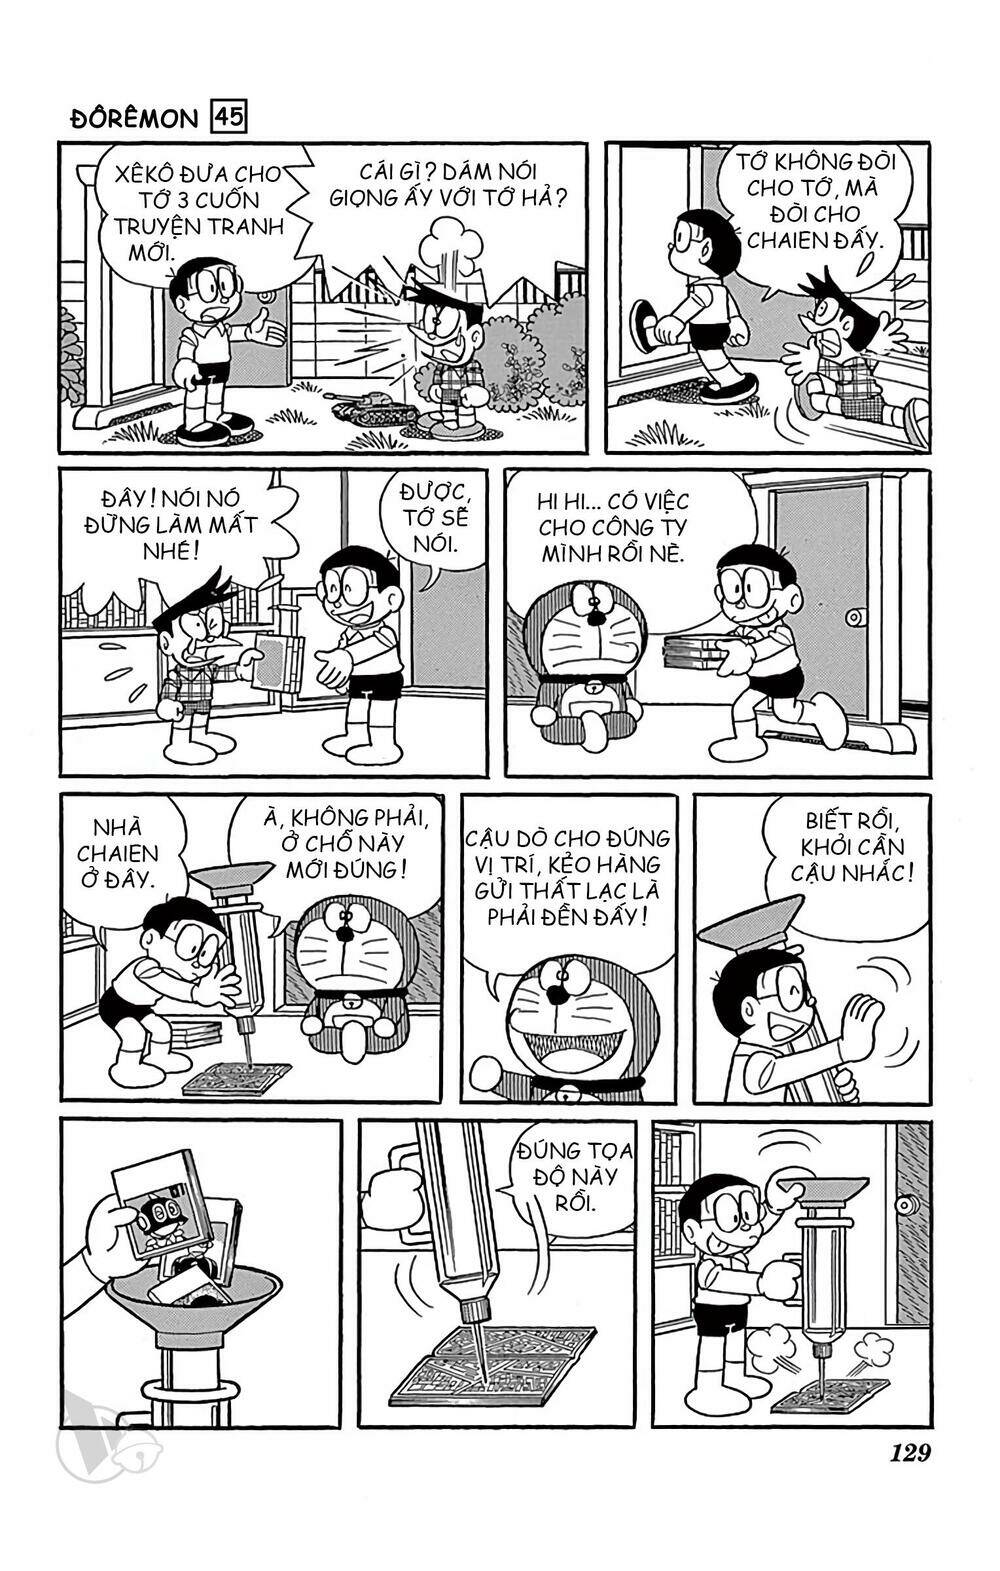 ĐÔRÊMON 45
XÊKÔ ĐƯA CHO
TỚ 3 CUỐN
TRUYỆN TRANH
MỚI.
CÁI GÌ? DÁM NÓI
GIỌNG ẤY VỚI TỚ HẢ?
TỚ KHÔNG ĐÒI
CHO TỚ, MÀ
ĐÒI CHO
CHAIEN ĐẤY.
ĐÂY! NÓI NÓ
ĐỪNG LÀM MẤT
NHÉ!
ĐƯỢC,
TỚ SẼ
NÓI.
HI HI... CÓ VIỆC
CHO CÔNG TY
MÌNH RỒI NÈ.
NHÀ
CHAIEN
Ở ĐÂY.
À, KHÔNG PHẢI,
Ở CHỖ NÀY
MỚI ĐÚNG!
CẬU DÒ CHO ĐÚNG
VỊ TRÍ, KẺO HÀNG
GỬI THẤT LẠC LÀ
PHẢI ĐỀN ĐẤY!
BIẾT RỒI,
KHỎI CẦN
CẬU NHẮC!
ĐÚNG TỌA
ĐỘ NÀY
RỒI.
129